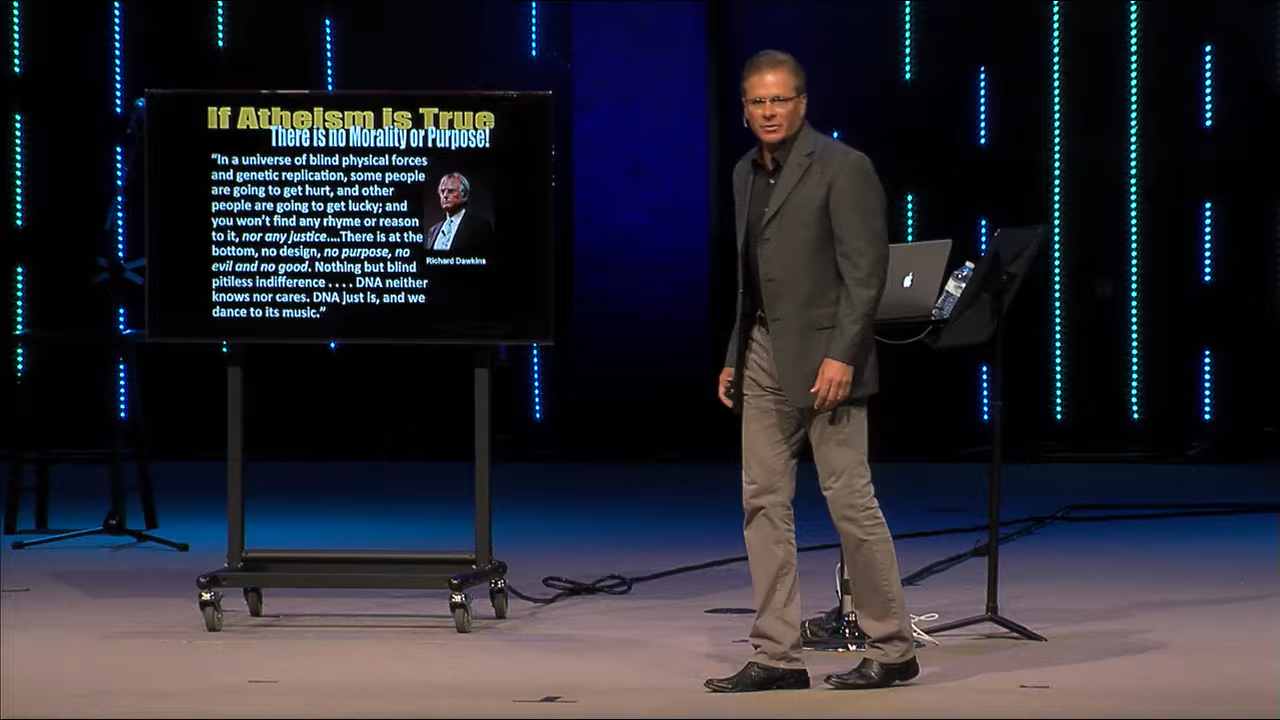 If Atheism is True
There is no Morality or Purpose!
“In a universe of blind physical forces
and genetic replication, some people
are going to get hurt, and other
people are going to get lucky; and
you won’t find any rhyme or reason
to it, nor any justice....There is at the
bottom, no design, no purpose, no
evil and no good. Nothing but blind
pitiless indifference . . . . DNA neither
knows nor cares. DNA just is, and we
dance to its music.”
Richard Dawkins